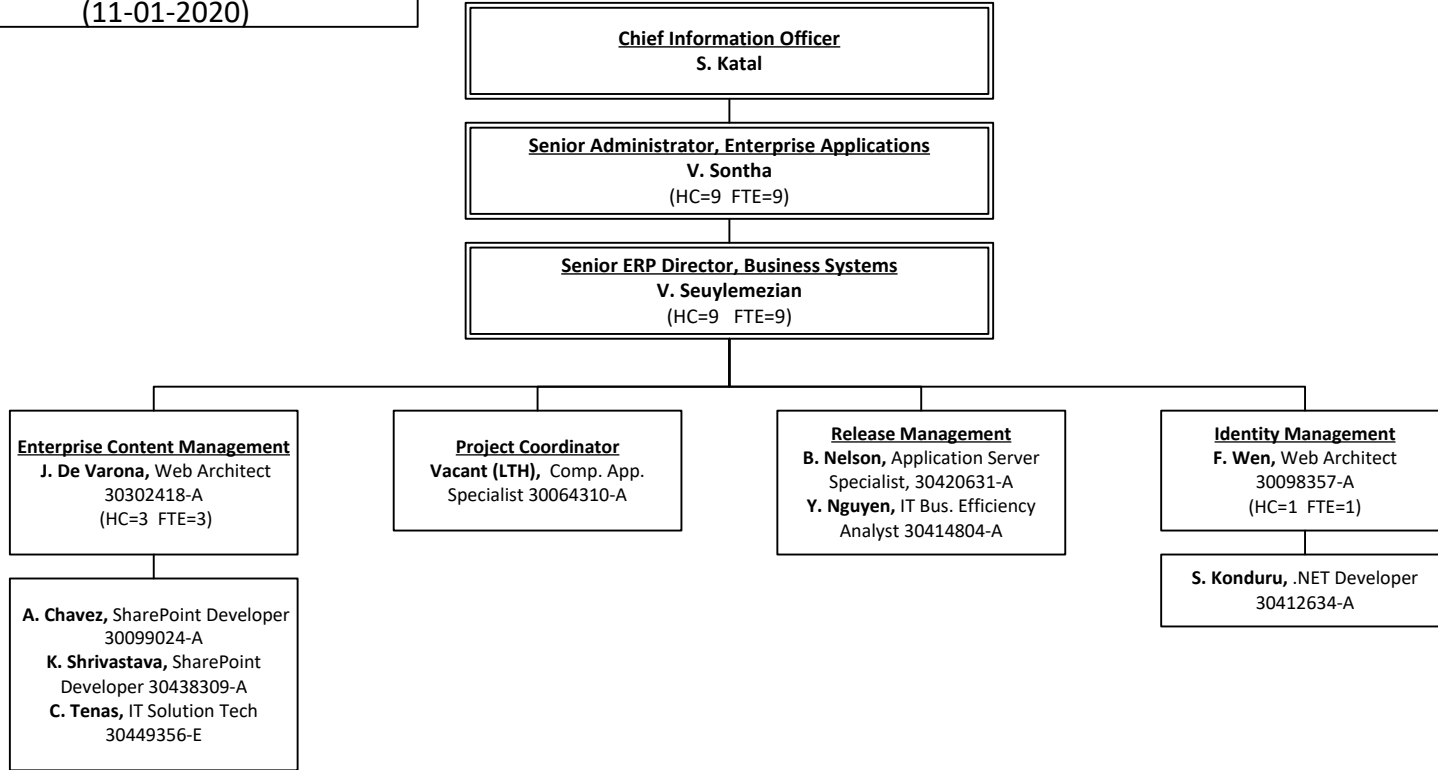 (11-01-2020)
Chief Information Officer
S. Katal
Senior Administrator, Enterprise Applications
V. Sontha
(HC=9 FTE=9)
Senior ERP Director, Business Systems
V. Seuylemezian
(HC=9 FTE=9)
Enterprise Content Management
J. De Varona, Web Architect
30302418-A
(HC=3 FTE=3)
Project Coordinator
Vacant (LTH), Comp. App.
Specialist 30064310-A
Release Management
B. Nelson, Application Server
Specialist, 30420631-A
Y. Nguyen, IT Bus. Efficiency
Analyst 30414804-A
Identity Management
F. Wen, Web Architect
30098357-A
(HC=1 FTE=1)
A. Chavez, SharePoint Developer
30099024-A
K. Shrivastava, SharePoint
Developer 30438309-A
C. Tenas, IT Solution Tech
30449356-E
S. Konduru, .NET Developer
30412634-A